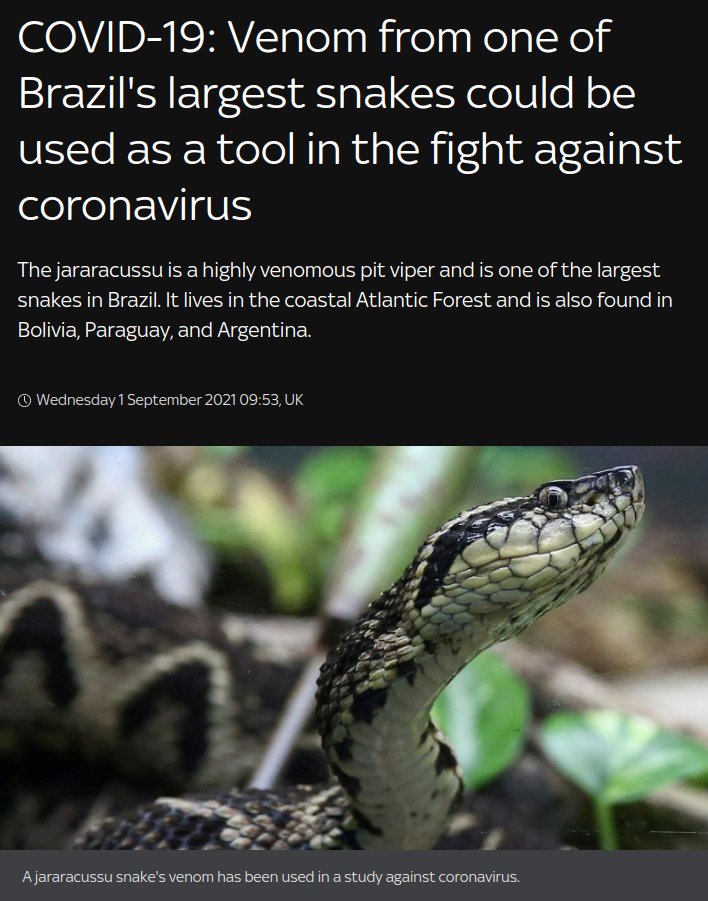 COVID-19: Venom from one of
Brazil's largest snakes could be
used as a tool in the fight against
coronavirus
The jararacussu is a highly venomous pit viper and is one of the largest
snakes in Brazil. It lives in the coastal Atlantic Forest and is also found in
Bolivia, Paraguay, and Argentina.
Wednesday 1 September 2021 09:53, UK
A jararacussu snake's venom has been used in a study against coronavirus.